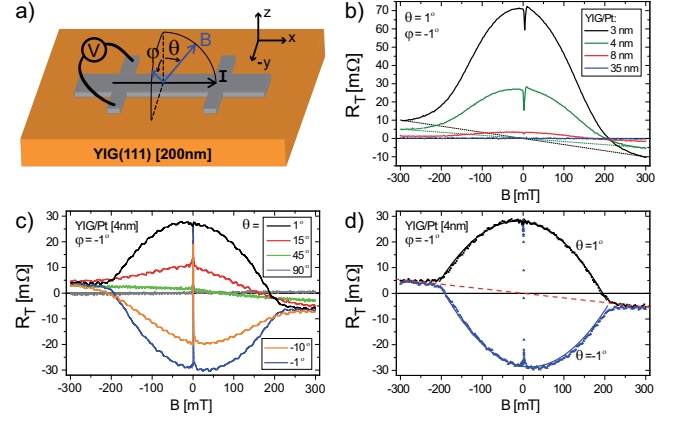 a)
V
φ
θ
B
I
z
x
-y
YIG(111) [200nm]
b)
θ = 1°
φ = -1°
YIG/Pt:
3 nm
4 nm
8 nm
35 nm
R_T [mΩ]
70
60
50
40
30
20
10
0
-10
-300 -200 -100 0 100 200 300
B [mT]
c)
YIG/Pt [4nm]
φ = -1°
θ =
1°
15°
45°
90°
-10°
-1°
R_T [mΩ]
30
20
10
0
-10
-20
-30
-300 -200 -100 0 100 200 300
B [mT]
d)
YIG/Pt [4nm]
φ = -1°
θ = 1°
θ = -1°
R_T [mΩ]
30
20
10
0
-10
-20
-30
-300 -200 -100 0 100 200 300
B [mT]